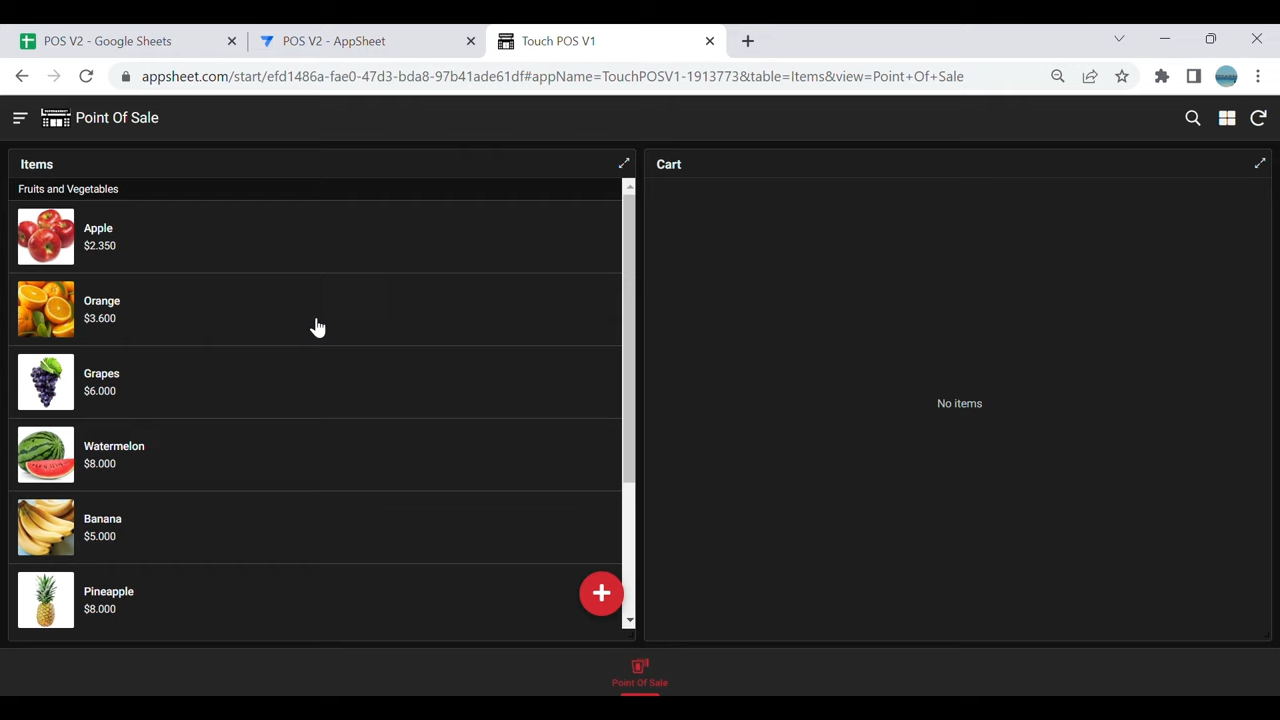 POS V2 - Google Sheets
POS V2 - AppSheet
Touch POS V1
appsheet.com/start/efd1486a-fae0-47d3-bda8-97b41ade61df#appName=TouchPOSV1-1913773&table=Items&view=Point+Of+Sale
Point Of Sale
Items
Cart
Fruits and Vegetables
Apple
$2.350
Orange
$3.600
Grapes
$6.000
No items
Watermelon
$8.000
Banana
$5.000
Pineapple
$8.000
Point Of Sale